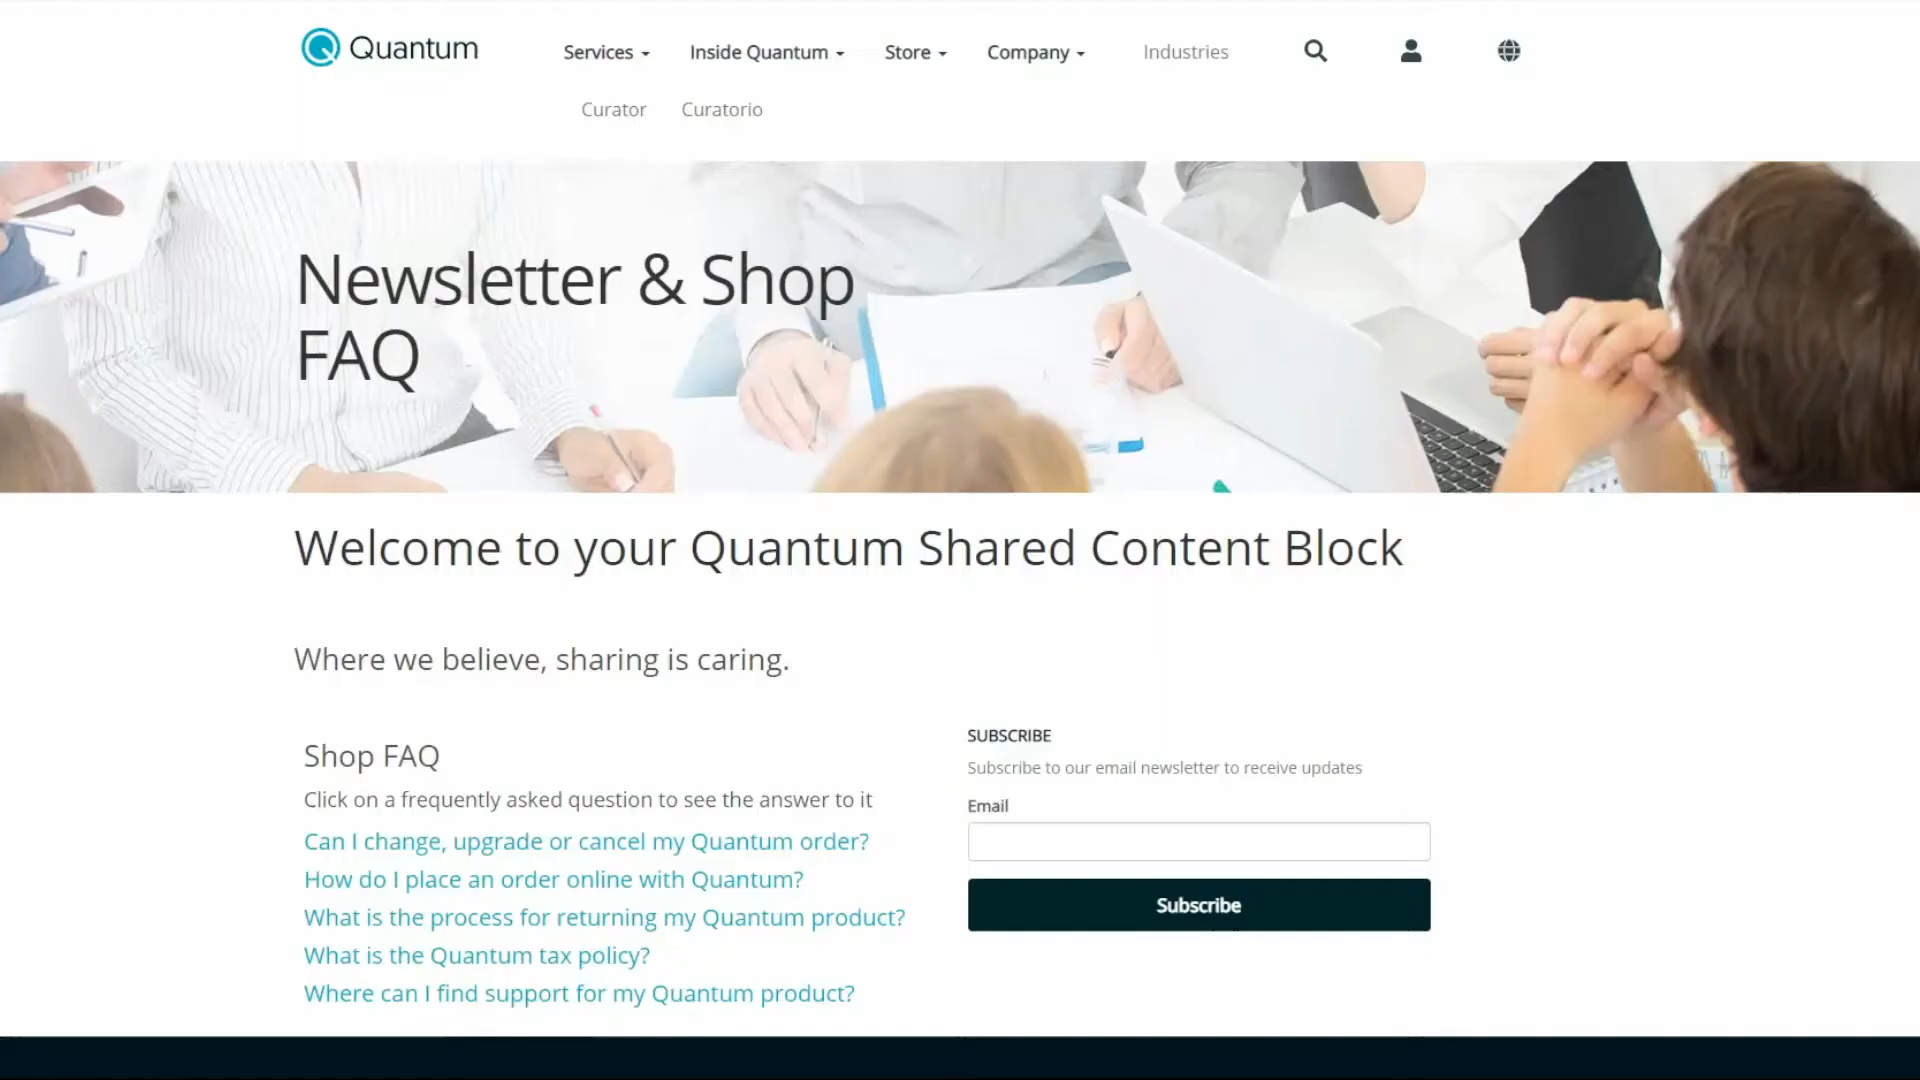 Quantum
Services
Inside Quantum
Store
Company
Industries
Curator
Curatorio
Newsletter & Shop
FAQ
Welcome to your Quantum Shared Content Block
Where we believe, sharing is caring.
Shop FAQ
Click on a frequently asked question to see the answer to it
Can I change, upgrade or cancel my Quantum order?
How do I place an order online with Quantum?
What is the process for returning my Quantum product?
What is the Quantum tax policy?
Where can I find support for my Quantum product?
SUBSCRIBE
Subscribe to our email newsletter to receive updates
Email
Subscribe